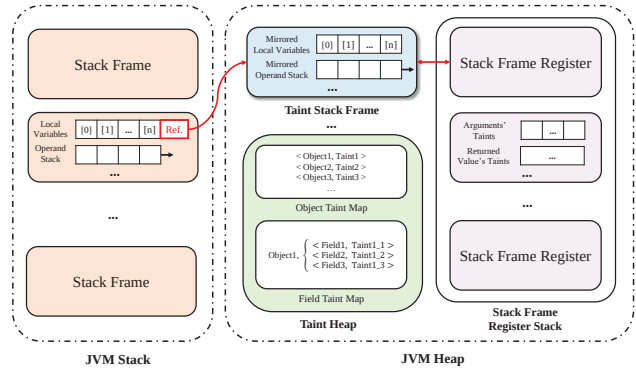 Stack Frame
Local
Variables
[0] [1] ... [n] Ref.
Operand
Stack
...
...
Stack Frame
JVM Stack
Mirrored
Local Variables
[0] [1] ... [n]
Mirrored
Operand Stack
...
Taint Stack Frame
...
< Object1, Taint1 >
< Object2, Taint2 >
< Object3, Taint3 >
...
Object Taint Map
Object1,
< Field1, Taint1_1 >
< Field2, Taint1_2 >
< Field3, Taint1_3 >
Field Taint Map
Taint Heap
Stack Frame Register
Arguments'
Taints
...
Returned
Value's Taints
...
...
...
Stack Frame Register
Stack Frame
Register Stack
JVM Heap